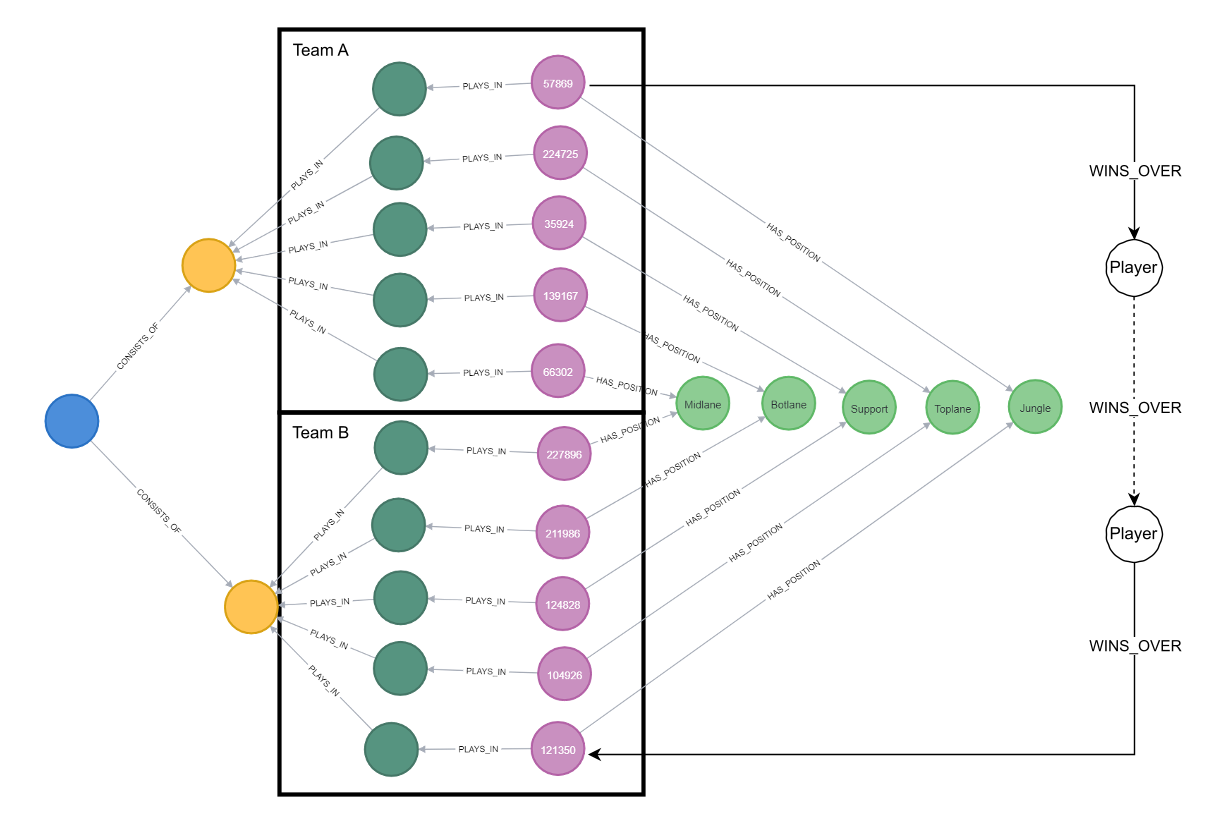 Team A
PLAYS_IN
57869
PLAYS_IN
224725
WINS_OVER
PLAYS_IN
PLAYS_IN
PLAYS_IN
35924
HAS_POSITION
PLAYS_IN
Player
PLAYS_IN
HAS_POSITION
PLAYS_IN
139167
HAS_POSITION
PLAYS_IN
CONSISTS_OF
HAS_POSITION
PLAYS_IN
66302
HAS_POSITION
Midlane
Botlane
Support
Toplane
Jungle
WINS_OVER
Team B
HAS_POSITION
PLAYS_IN
227896
HAS_POSITION
CONSISTS_OF
PLAYS_IN
HAS_POSITION
PLAYS_IN
211986
HAS_POSITION
Player
PLAYS_IN
HAS_POSITION
PLAYS_IN
PLAYS_IN
124828
PLAYS_IN
WINS_OVER
PLAYS_IN
104926
PLAYS_IN
PLAYS_IN
121350